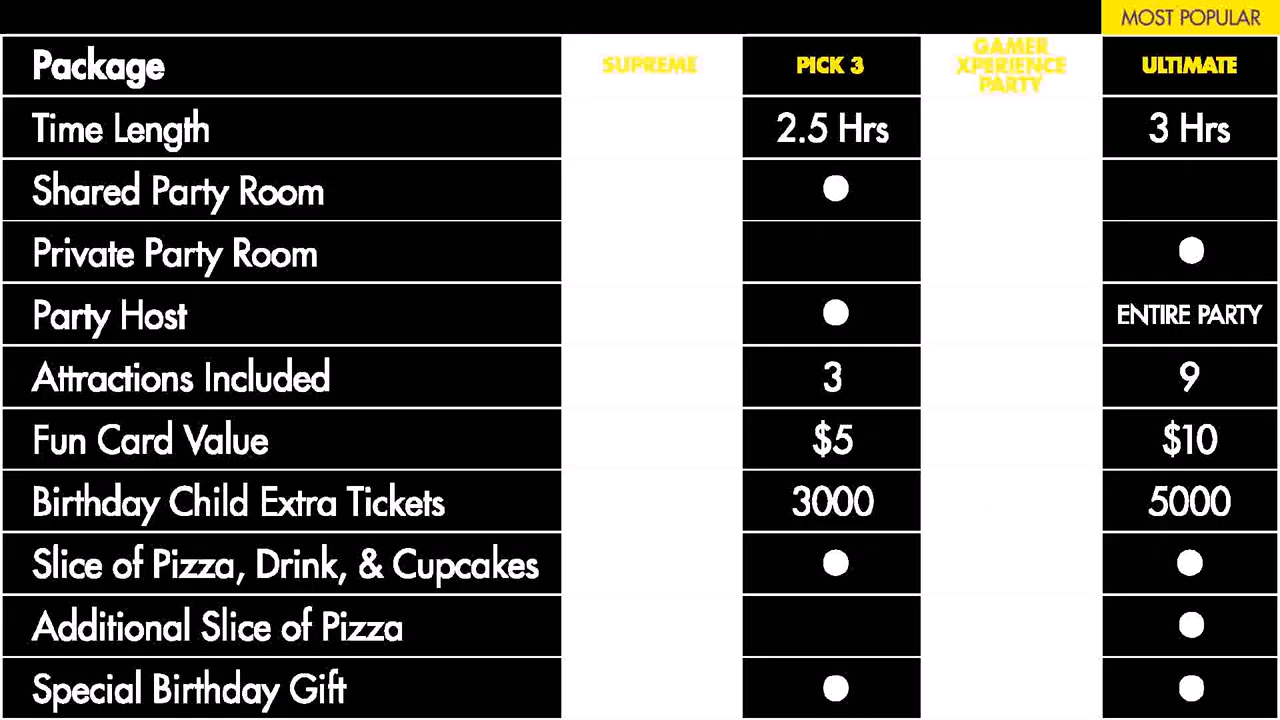 MOST POPULAR
Package SUPREME PICK 3 GAMER XPERIENCE PARTY ULTIMATE
Time Length 2.5 Hrs 3 Hrs
Shared Party Room
Private Party Room
Party Host ENTIRE PARTY
Attractions Included 3 9
Fun Card Value $5 $10
Birthday Child Extra Tickets 3000 5000
Slice of Pizza, Drink, & Cupcakes
Additional Slice of Pizza
Special Birthday Gift